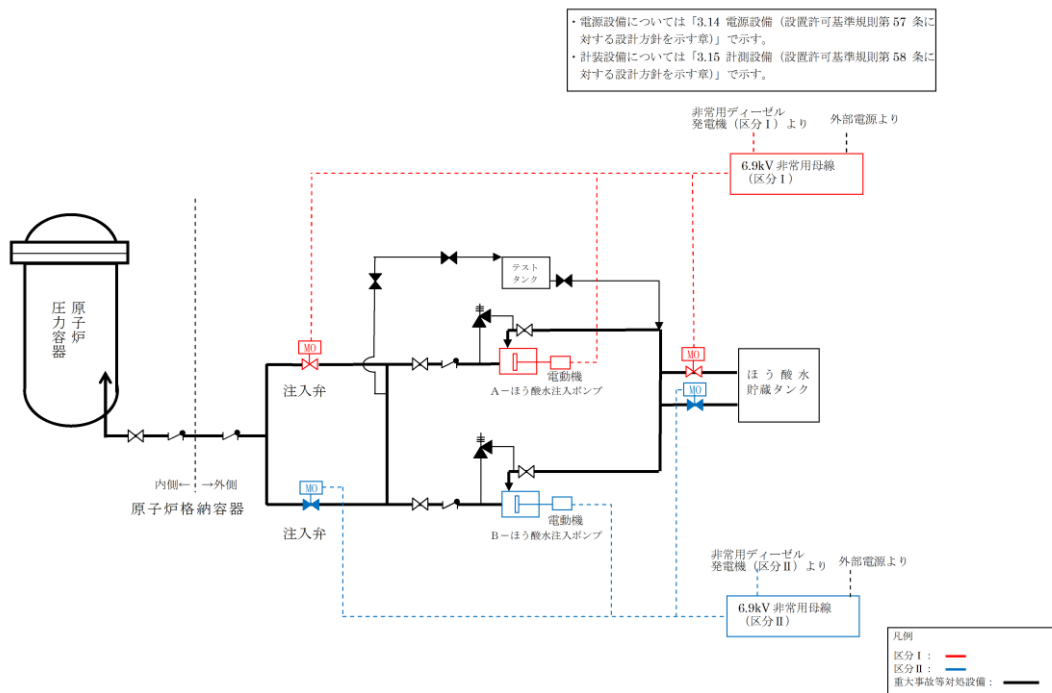 ・電源設備については「3.14 電源設備（設置許可基準規則第57 条に
対する設計方針を示す章）」で示す。
・計装設備については「3.15 計測設備（設置許可基準規則第58 条に
対する設計方針を示す章）」で示す。
非常用ディーゼル
発電機（区分Ⅰ）より
外部電源より
6.9kV 非常用母線
（区分Ⅰ）
テスト
タンク
原子炉
圧力容器
MO
注入弁
電動機
A－ほう酸水注入ポンプ
MO
MO
ほう酸水
貯蔵タンク
内側←
→外側
原子炉格納容器
MO
注入弁
電動機
B－ほう酸水注入ポンプ
非常用ディーゼル
発電機（区分Ⅱ）より
外部電源より
6.9kV 非常用母線
（区分Ⅱ）
凡例
区分Ⅰ：
区分Ⅱ：
重大事故等対処設備：